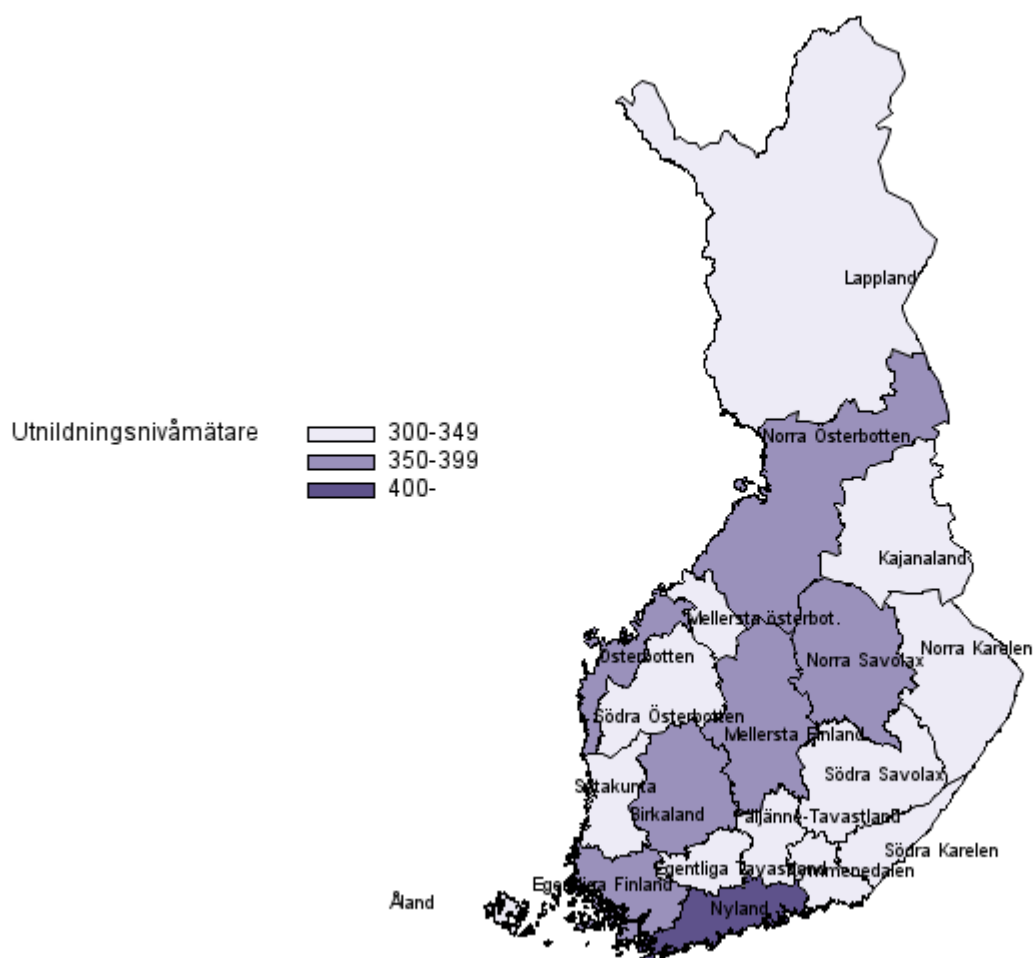 Lappland
Utnildningsnivåmätare
300-349
350-399
400-
Norra Österbotten
Kajanaland
Mellersta österbot.
Norra Karelen
Österbotten
Norra Savolax
Södra Österbotten
Mellersta Finland
Södra Savolax
Satakunta
Birkaland
Päijänne-Tavastland
Södra Karelen
Egentliga Tavastland
Kymmenedalen
Egentliga Finland
Åland
Nyland